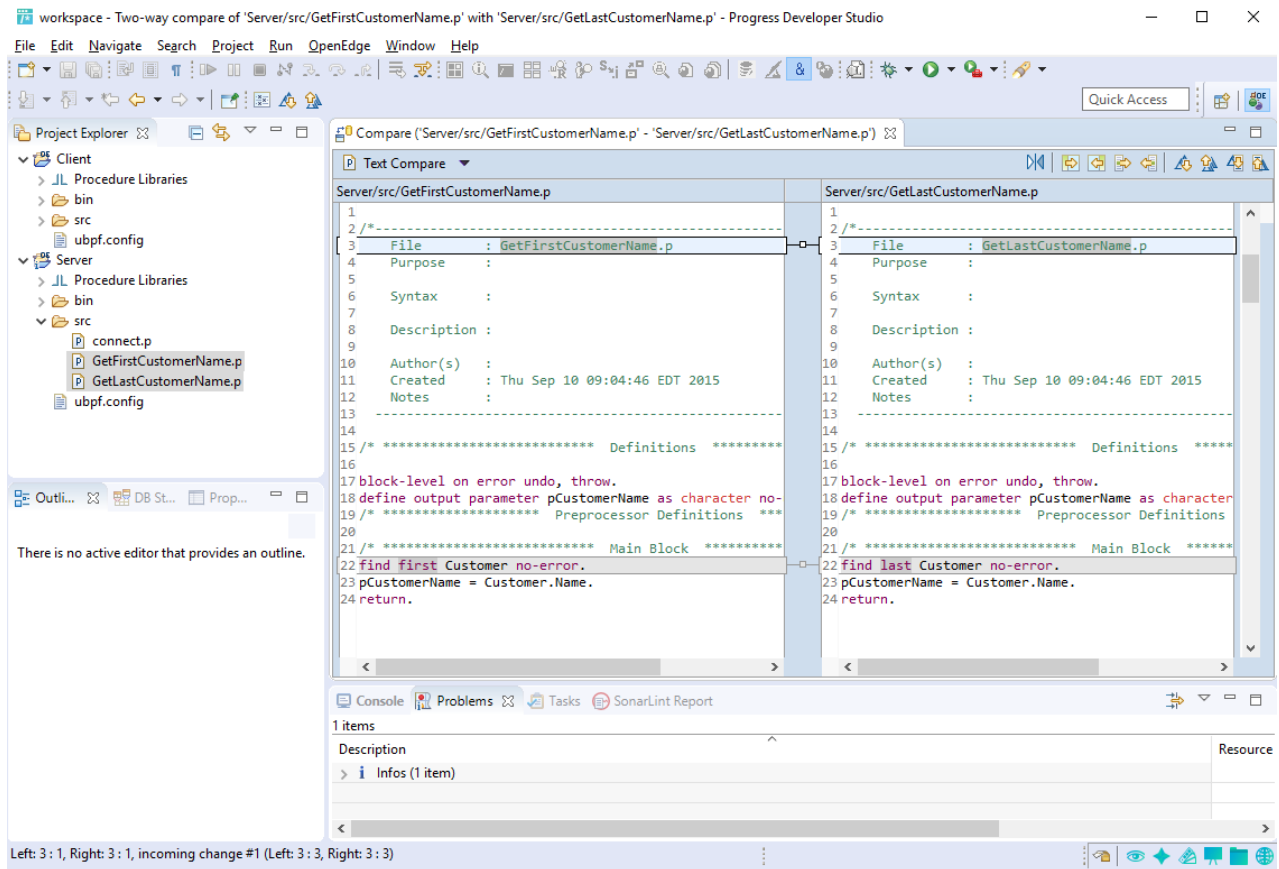 workspace - Two-way compare of 'Server/src/GetFirstCustomerName.p' with 'Server/src/GetLastCustomerName.p' - Progress Developer Studio
File Edit Navigate Search Project Run OpenEdge Window Help
Quick Access
Project Explorer
Client
Procedure Libraries
bin
src
ubpf.config
Server
Procedure Libraries
bin
src
connect.p
GetFirstCustomerName.p
GetLastCustomerName.p
ubpf.config
Outli... DB St... Prop...
There is no active editor that provides an outline.
Compare ('Server/src/GetFirstCustomerName.p' - 'Server/src/GetLastCustomerName.p')
Text Compare
Server/src/GetFirstCustomerName.p
1
2 /*----------------------------------------------------
3 File : GetFirstCustomerName.p
4 Purpose :
5
6 Syntax :
7
8 Description :
9
10 Author(s) :
11 Created : Thu Sep 10 09:04:46 EDT 2015
12 Notes :
13 ----------------------------------------------------
14
15 /* *************************** Definitions *********
16
17 block-level on error undo, throw.
18 define output parameter pCustomerName as character no-
19 /* ******************** Preprocessor Definitions ***
20
21 /* *************************** Main Block **********
22 find first Customer no-error.
23 pCustomerName = Customer.Name.
24 return.
Server/src/GetLastCustomerName.p
1
2 /*------------------------------------------------
3 File : GetLastCustomerName.p
4 Purpose :
5
6 Syntax :
7
8 Description :
9
10 Author(s) :
11 Created : Thu Sep 10 09:04:46 EDT 2015
12 Notes :
13 ------------------------------------------------
14
15 /* *************************** Definitions *****
16
17 block-level on error undo, throw.
18 define output parameter pCustomerName as character
19 /* ******************** Preprocessor Definitions
20
21 /* *************************** Main Block ******
22 find last Customer no-error.
23 pCustomerName = Customer.Name.
24 return.
Console Problems Tasks SonarLint Report
1 items
Description Resource
Infos (1 item)
Left: 3 : 1, Right: 3 : 1, incoming change #1 (Left: 3 : 3, Right: 3 : 3)